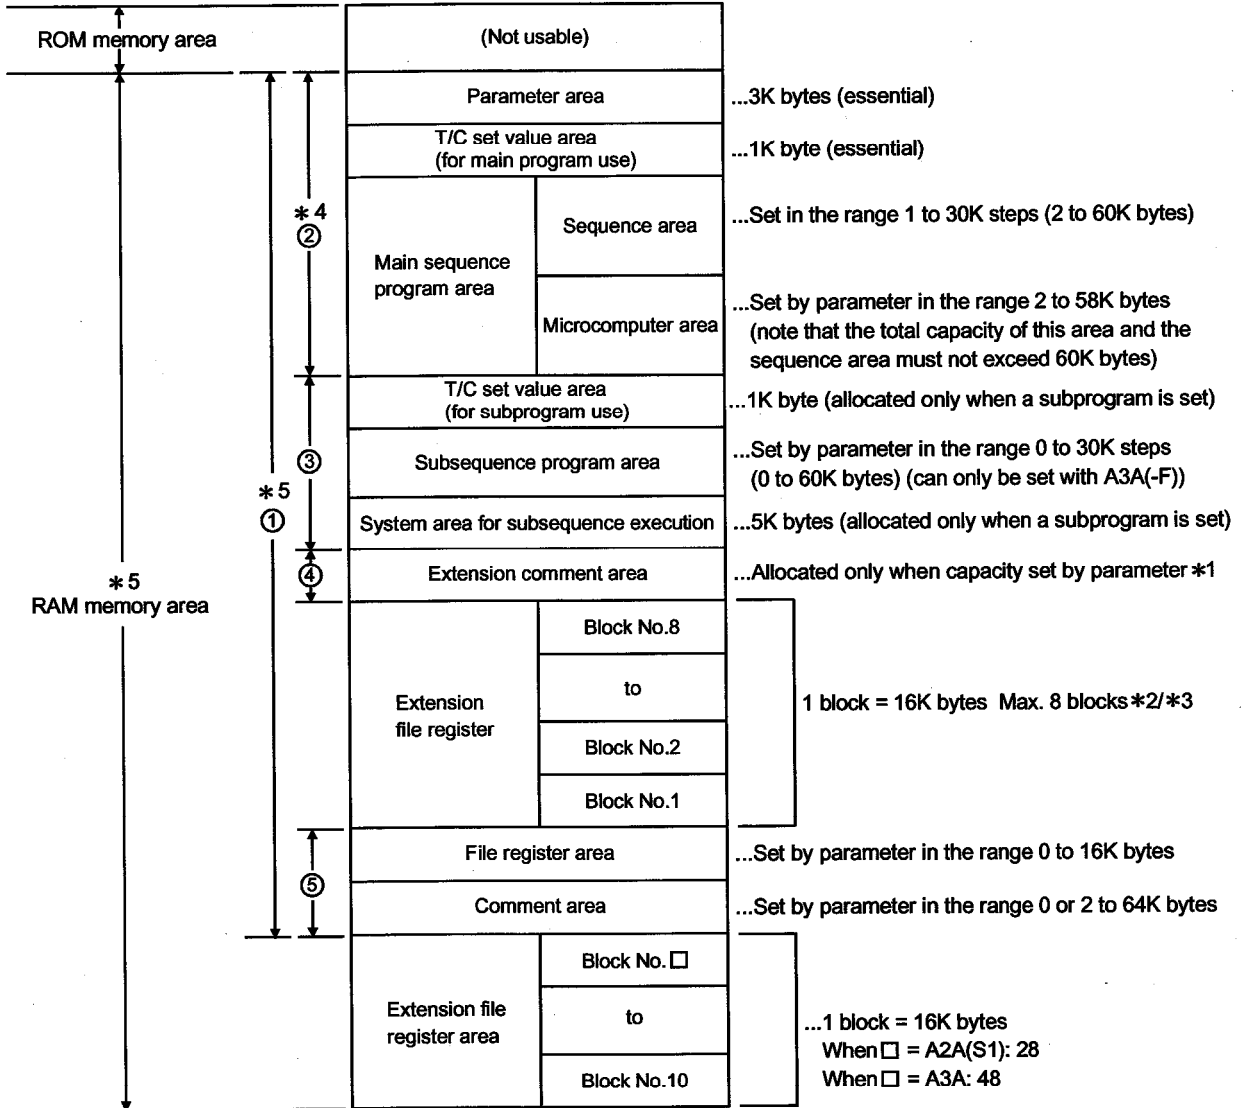 ROM memory area
(Not usable)
Parameter area
...3K bytes (essential)
T/C set value area
(for main program use)
...1K byte (essential)
*4
②
Main sequence
program area
Sequence area
...Set in the range 1 to 30K steps (2 to 60K bytes)
Microcomputer area
...Set by parameter in the range 2 to 58K bytes
(note that the total capacity of this area and the
sequence area must not exceed 60K bytes)
T/C set value area
(for subprogram use)
...1K byte (allocated only when a subprogram is set)
③
Subsequence program area
...Set by parameter in the range 0 to 30K steps
(0 to 60K bytes) (can only be set with A3A(-F))
*5
①
System area for subsequence execution
...5K bytes (allocated only when a subprogram is set)
④
Extension comment area
...Allocated only when capacity set by parameter *1
*5
RAM memory area
Extension
file register
Block No.8
to
Block No.2
Block No.1
1 block = 16K bytes Max. 8 blocks*2/*3
⑤
File register area
...Set by parameter in the range 0 to 16K bytes
Comment area
...Set by parameter in the range 0 or 2 to 64K bytes
Extension file
register area
Block No.□
to
Block No.10
...1 block = 16K bytes
When □ = A2A(S1): 28
When □ = A3A: 48